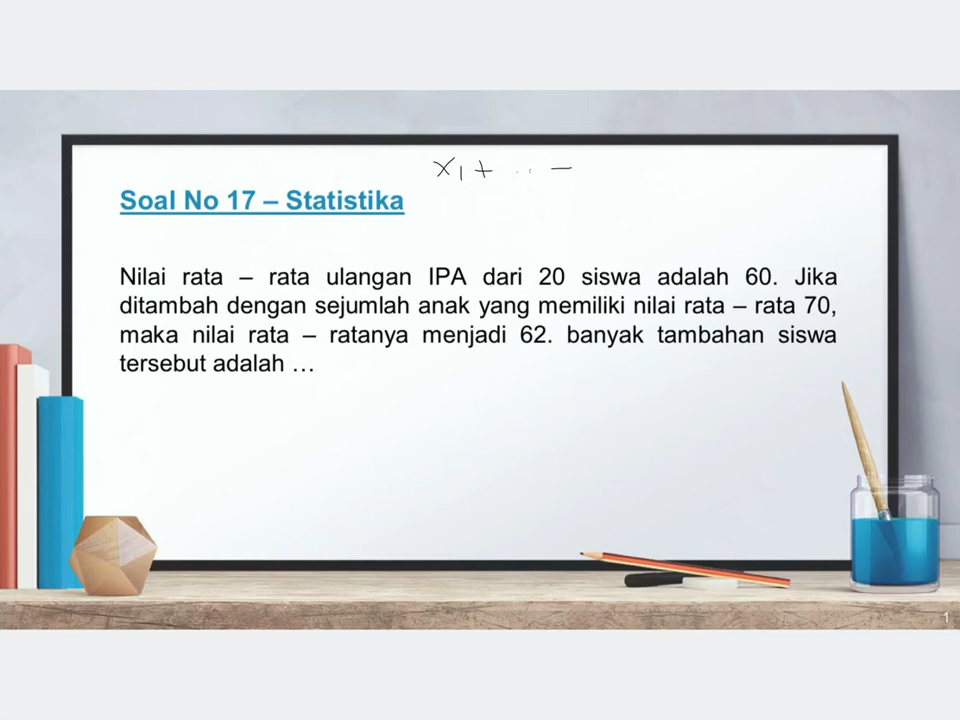 x₁ + ... –
Soal No 17 – Statistika
Nilai rata – rata ulangan IPA dari 20 siswa adalah 60. Jika
ditambah dengan sejumlah anak yang memiliki nilai rata – rata 70,
maka nilai rata – ratanya menjadi 62. banyak tambahan siswa
tersebut adalah …
1